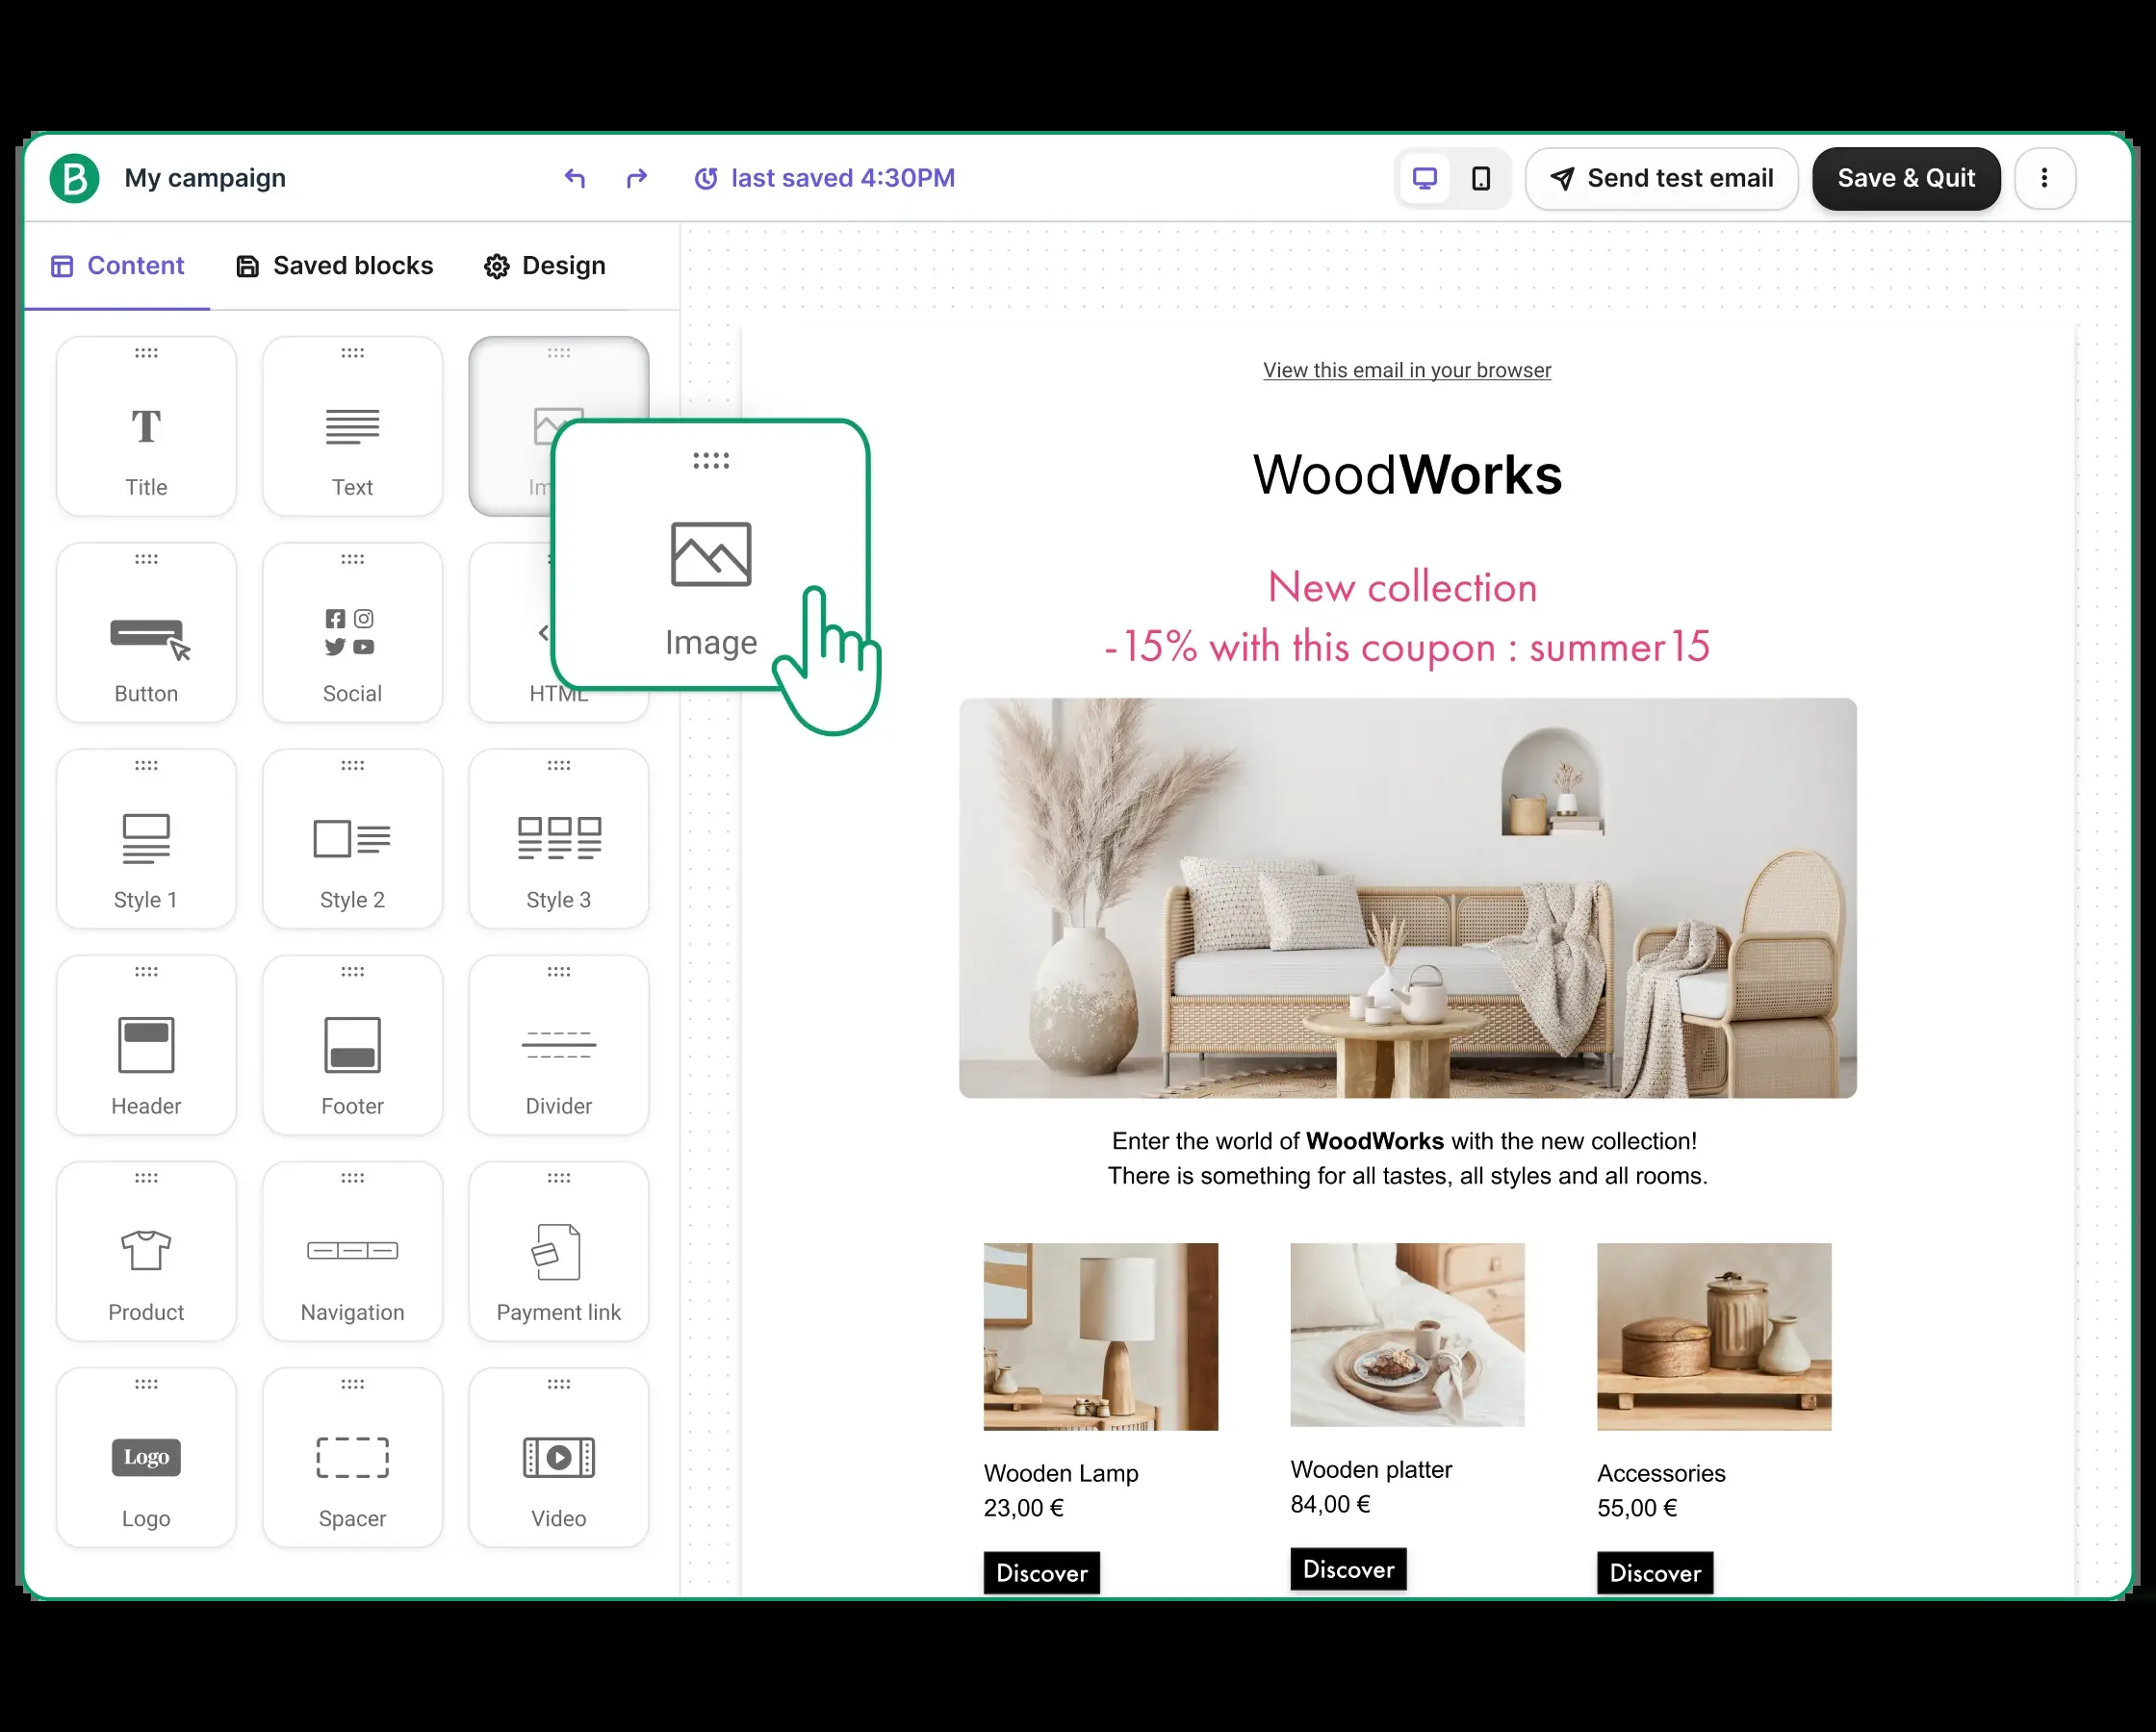 B My campaign
last saved 4:30PM
Send test email
Save & Quit
Content
Saved blocks
Design
Title
Text
Im
Image
Button
Social
HTML
Style 1
Style 2
Style 3
Header
Footer
Divider
Product
Navigation
Payment link
Logo
Logo
Spacer
Video
View this email in your browser
WoodWorks
New collection
-15% with this coupon : summer15
Enter the world of WoodWorks with the new collection!
There is something for all tastes, all styles and all rooms.
Wooden Lamp
23,00 €
Discover
Wooden platter
84,00 €
Discover
Accessories
55,00 €
Discover